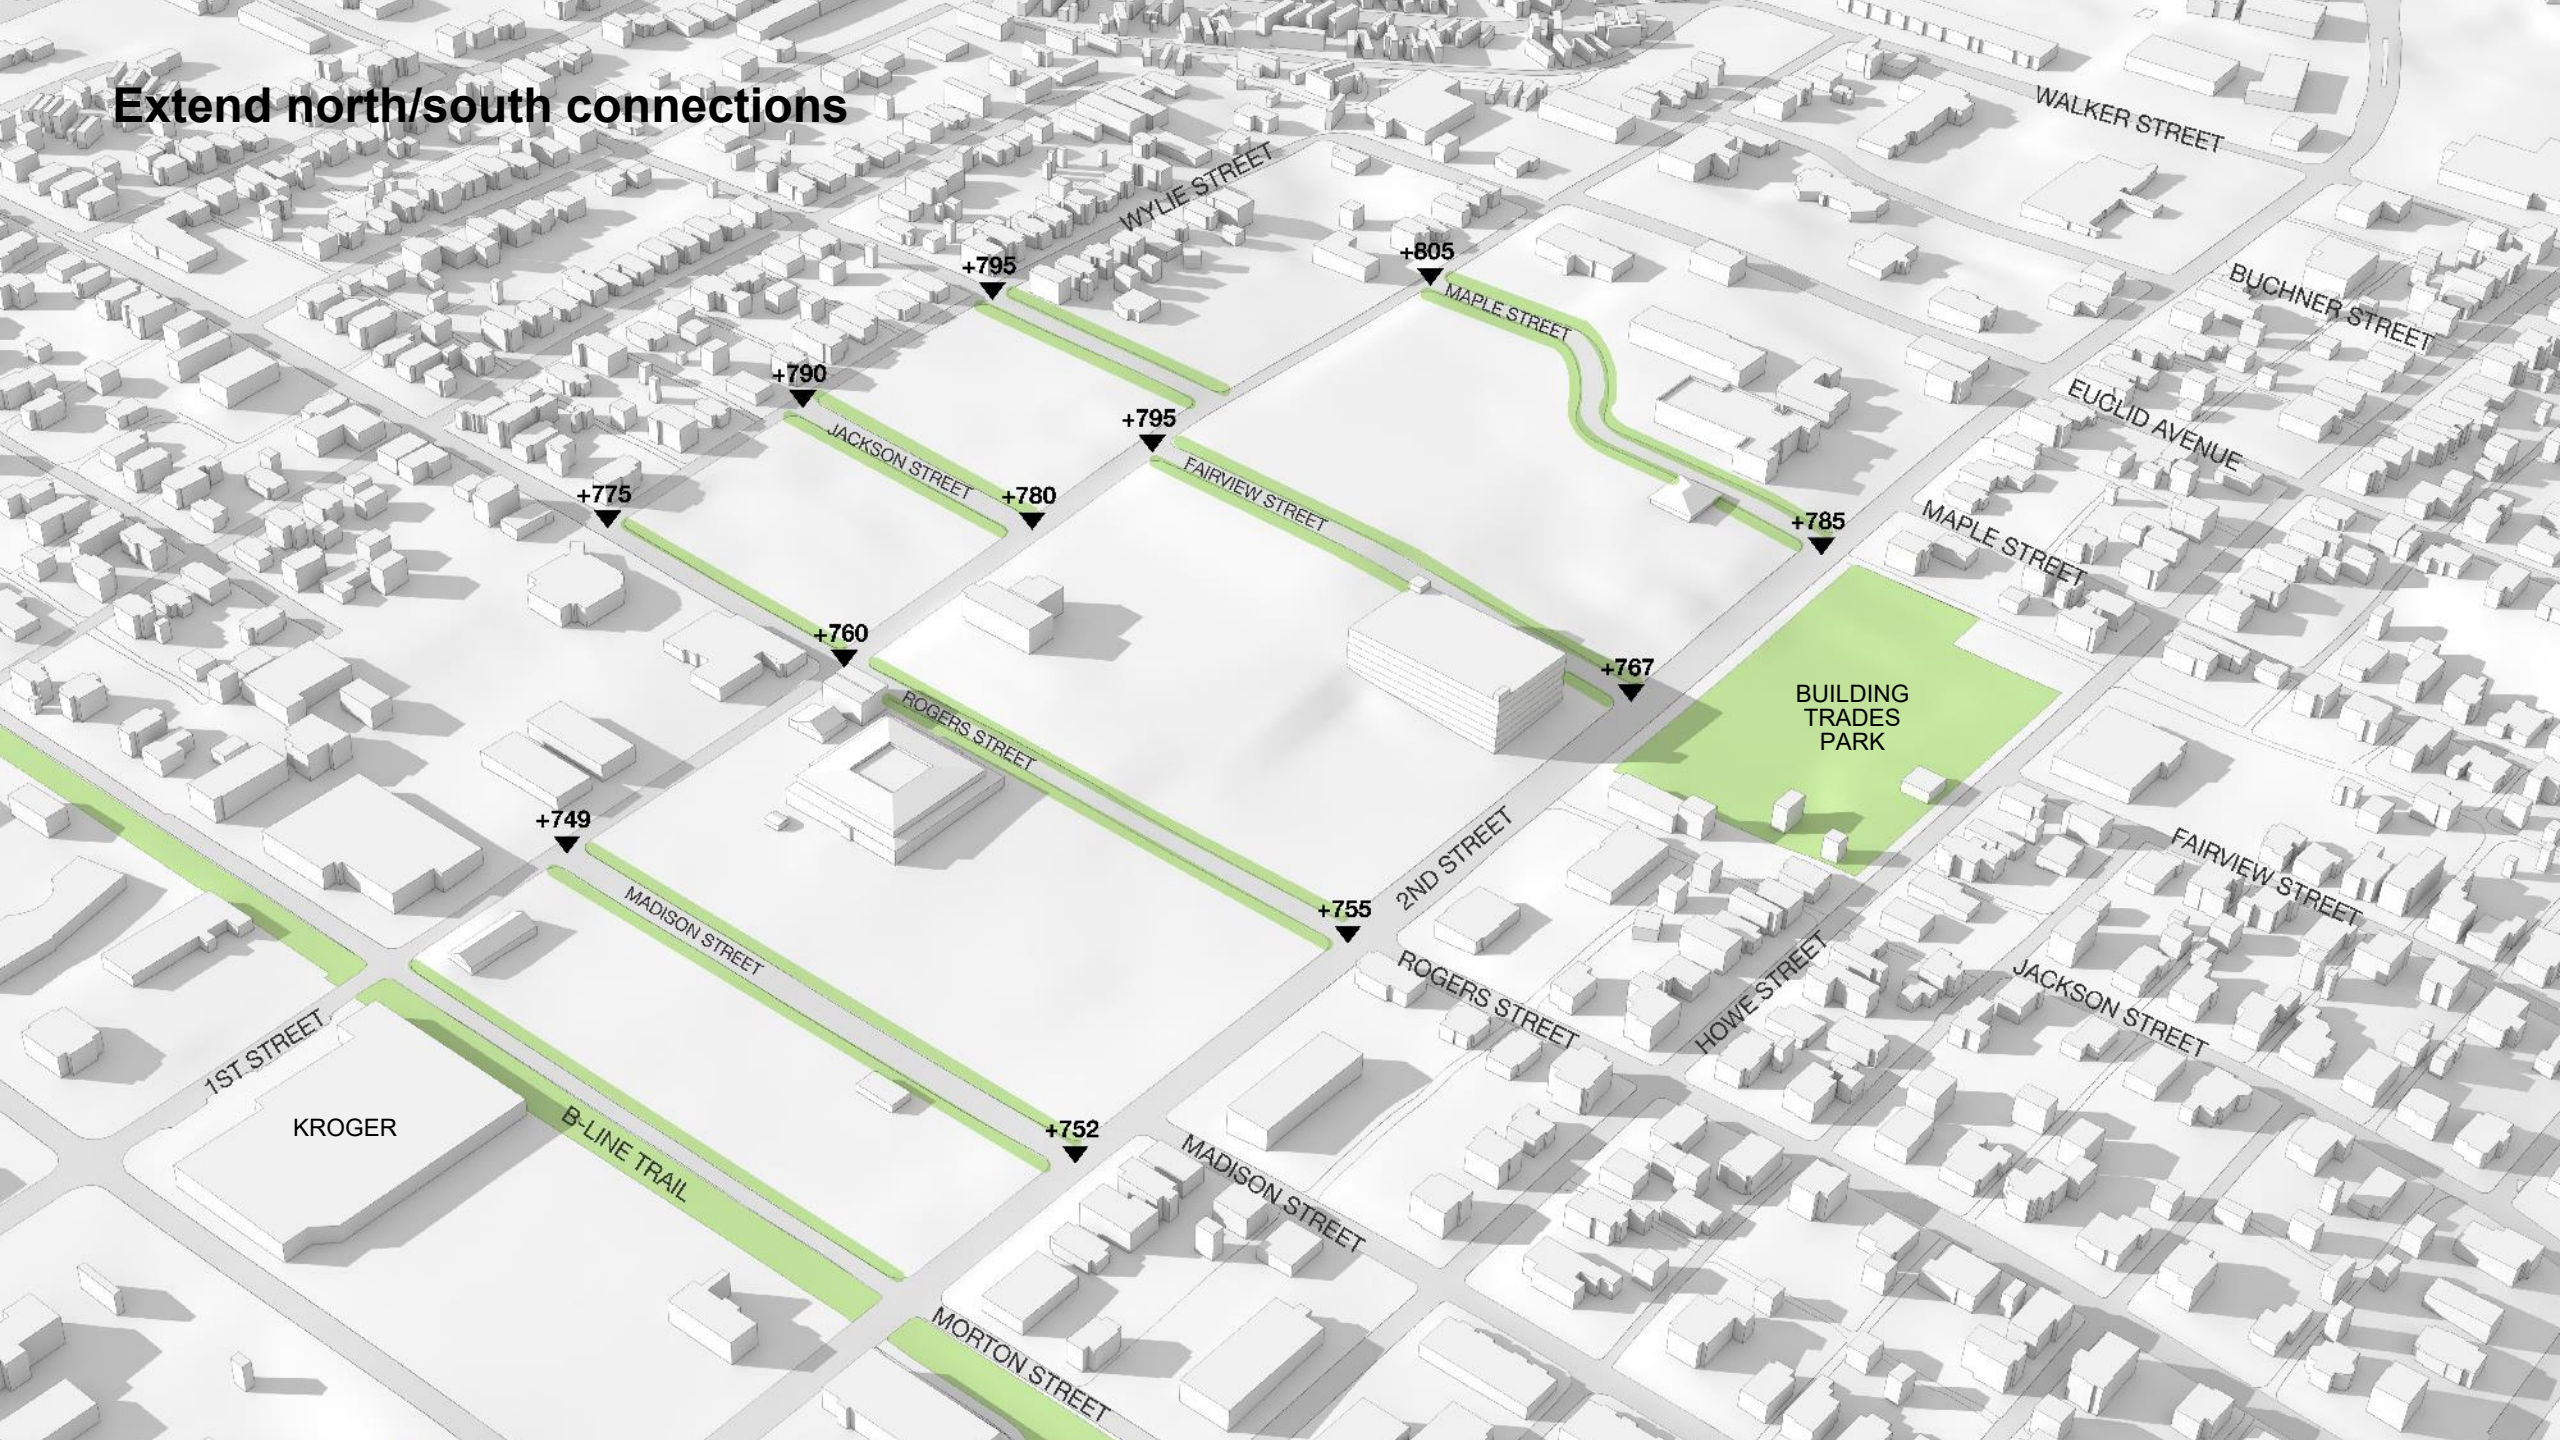 Extend north/south connections
WALKER STREET
WYLIE STREET
+805
+795
BUCHNER STREET
MAPLE STREET
+790
+795
EUCLID AVENUE
JACKSON STREET
FAIRVIEW STREET
+775
+780
+785
MAPLE STREET
+760
+767
BUILDING
TRADES
PARK
ROGERS STREET
+749
2ND STREET
FAIRVIEW STREET
MADISON STREET
+755
ROGERS STREET
HOWE STREET
JACKSON STREET
1ST STREET
KROGER
B-LINE TRAIL
+752
MADISON STREET
MORTON STREET